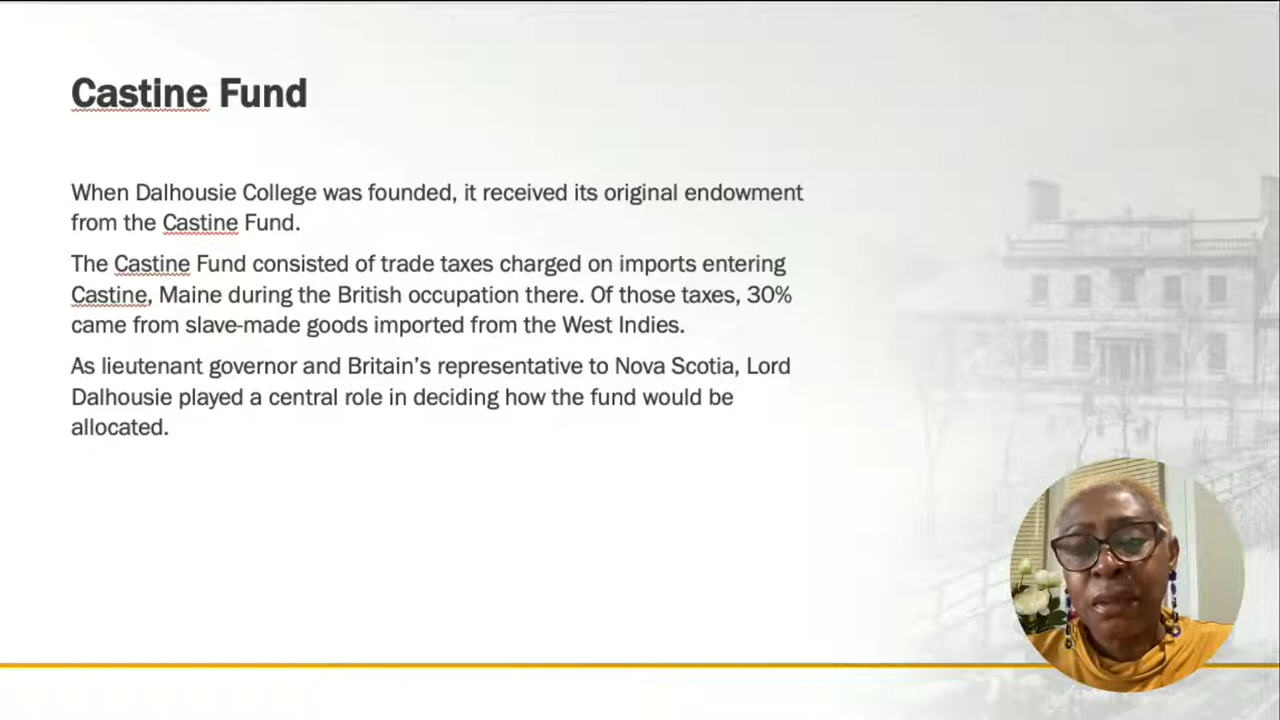 Castine Fund
When Dalhousie College was founded, it received its original endowment
from the Castine Fund.
The Castine Fund consisted of trade taxes charged on imports entering
Castine, Maine during the British occupation there. Of those taxes, 30%
came from slave-made goods imported from the West Indies.
As lieutenant governor and Britain’s representative to Nova Scotia, Lord
Dalhousie played a central role in deciding how the fund would be
allocated.